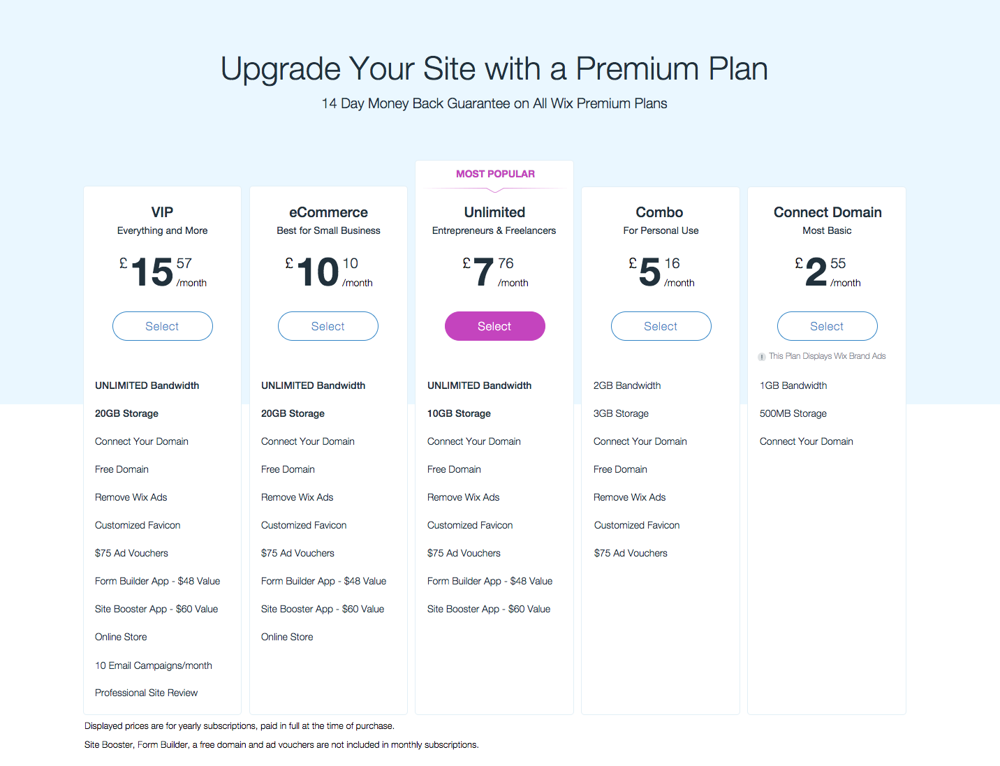 Upgrade Your Site with a Premium Plan
14 Day Money Back Guarantee on All Wix Premium Plans
VIP
Everything and More
£ 15 57
/month
Select
UNLIMITED Bandwidth
20GB Storage
Connect Your Domain
Free Domain
Remove Wix Ads
Customized Favicon
$75 Ad Vouchers
Form Builder App - $48 Value
Site Booster App - $60 Value
Online Store
10 Email Campaigns/month
Professional Site Review
eCommerce
Best for Small Business
£ 10 10
/month
Select
UNLIMITED Bandwidth
20GB Storage
Connect Your Domain
Free Domain
Remove Wix Ads
Customized Favicon
$75 Ad Vouchers
Form Builder App - $48 Value
Site Booster App - $60 Value
Online Store
MOST POPULAR
Unlimited
Entrepreneurs & Freelancers
£ 7 76
/month
Select
UNLIMITED Bandwidth
10GB Storage
Connect Your Domain
Free Domain
Remove Wix Ads
Customized Favicon
$75 Ad Vouchers
Form Builder App - $48 Value
Site Booster App - $60 Value
Combo
For Personal Use
£ 5 16
/month
Select
2GB Bandwidth
3GB Storage
Connect Your Domain
Free Domain
Remove Wix Ads
Customized Favicon
$75 Ad Vouchers
Connect Domain
Most Basic
£ 2 55
/month
Select
! This Plan Displays Wix Brand Ads
1GB Bandwidth
500MB Storage
Connect Your Domain
Displayed prices are for yearly subscriptions, paid in full at the time of purchase.
Site Booster, Form Builder, a free domain and ad vouchers are not included in monthly subscriptions.